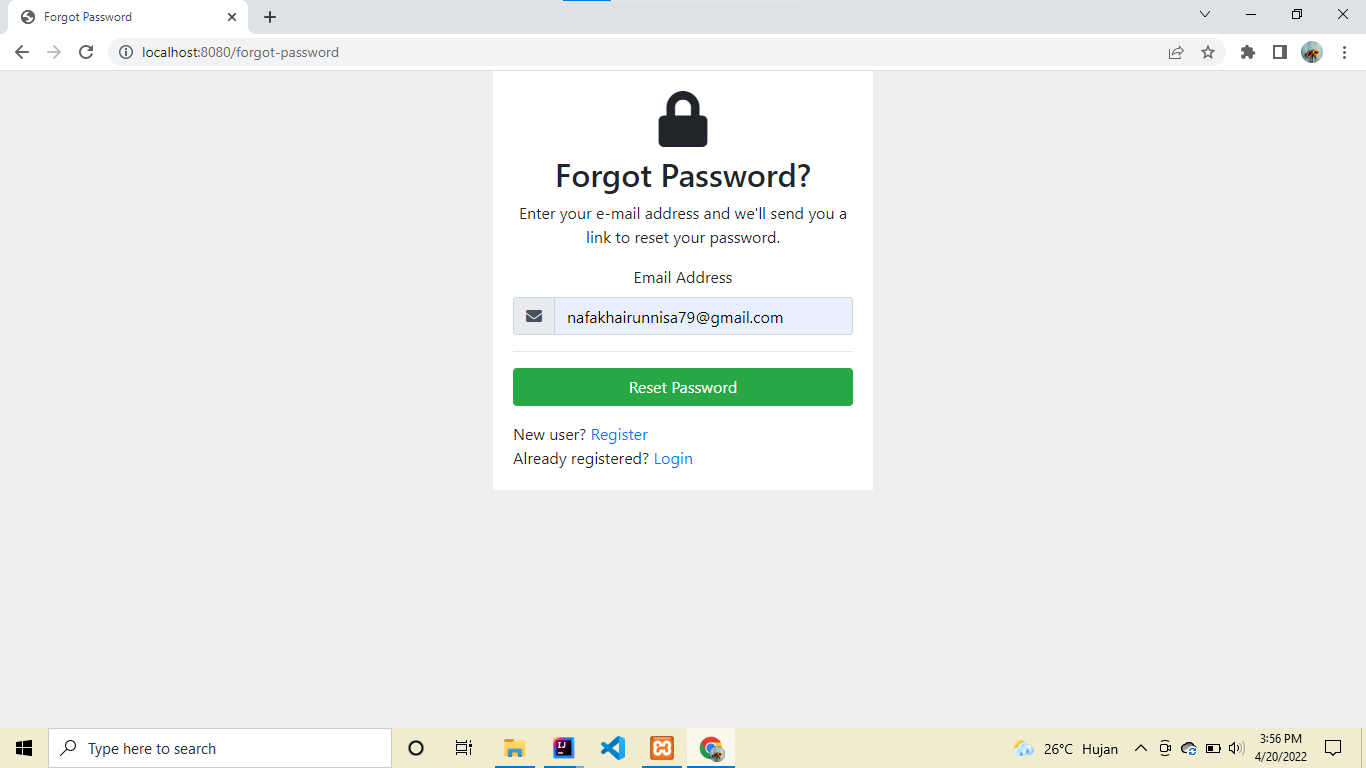 Forgot Password
localhost:8080/forgot-password
Forgot Password?
Enter your e-mail address and we'll send you a
link to reset your password.
Email Address
nafakhairunnisa79@gmail.com
Reset Password
New user? Register
Already registered? Login
Type here to search
IJ
26°C Hujan
3:56 PM
4/20/2022